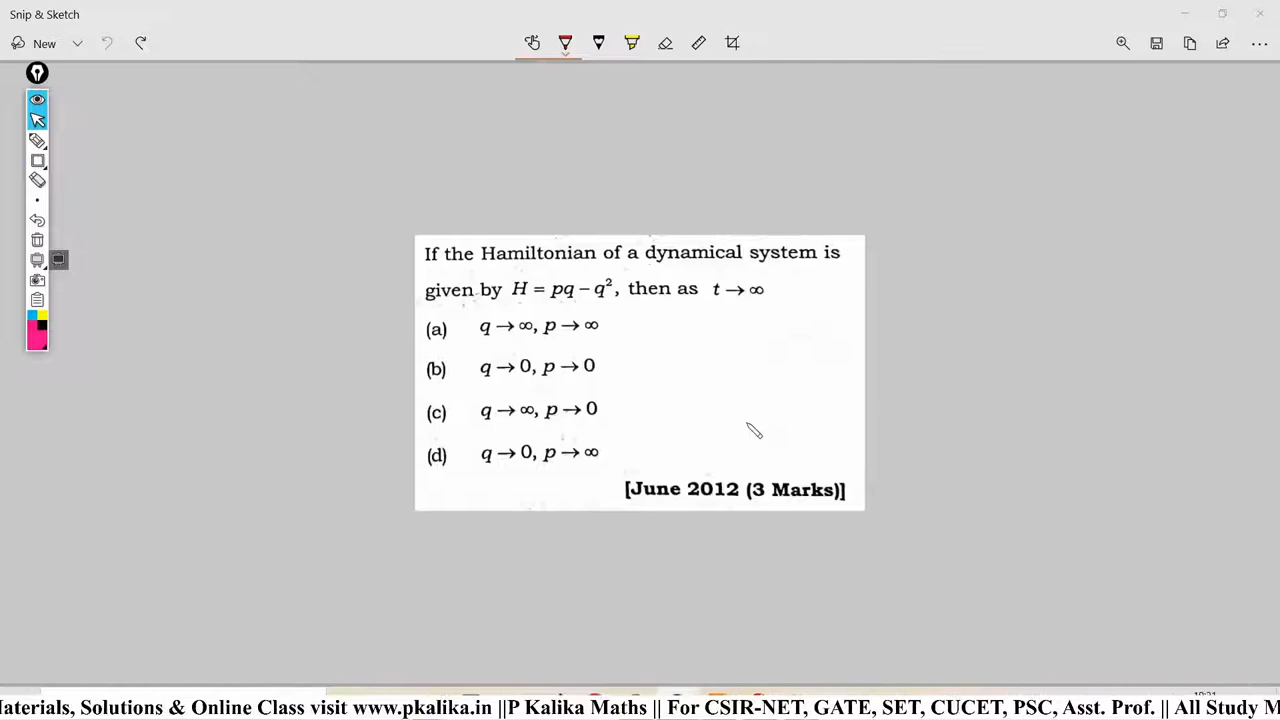 Snip & Sketch
New
If the Hamiltonian of a dynamical system is
given by H = pq − q², then as t → ∞
(a) q → ∞, p → ∞
(b) q → 0, p → 0
(c) q → ∞, p → 0
(d) q → 0, p → ∞
[June 2012 (3 Marks)]
laterials, Solutions & Online Class visit www.pkalika.in ||P Kalika Maths || For CSIR-NET, GATE, SET, CUCET, PSC, Asst. Prof. || All Study M